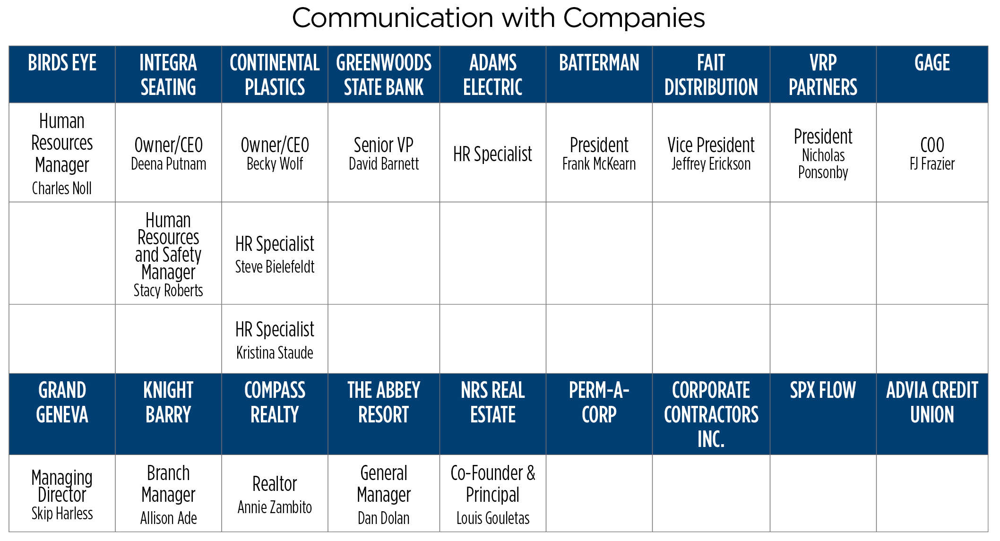 Communication with Companies
BIRDS EYE
INTEGRA
SEATING
CONTINENTAL
PLASTICS
GREENWOODS
STATE BANK
ADAMS
ELECTRIC
BATTERMAN
FAIT
DISTRIBUTION
VRP
PARTNERS
GAGE
Human
Resources
Manager
Charles Noll
Owner/CEO
Deena Putnam
Owner/CEO
Becky Wolf
Senior VP
David Barnett
HR Specialist
President
Frank McKearn
Vice President
Jeffrey Erickson
President
Nicholas
Ponsonby
COO
FJ Frazier
Human
Resources
and Safety
Manager
Stacy Roberts
HR Specialist
Steve Bielefeldt
HR Specialist
Kristina Staude
GRAND
GENEVA
KNIGHT
BARRY
COMPASS
REALTY
THE ABBEY
RESORT
NRS REAL
ESTATE
PERM-A-
CORP
CORPORATE
CONTRACTORS
INC.
SPX FLOW
ADVIA CREDIT
UNION
Managing
Director
Skip Harless
Branch
Manager
Allison Ade
Realtor
Annie Zambito
General
Manager
Dan Dolan
Co-Founder &
Principal
Louis Gouletas